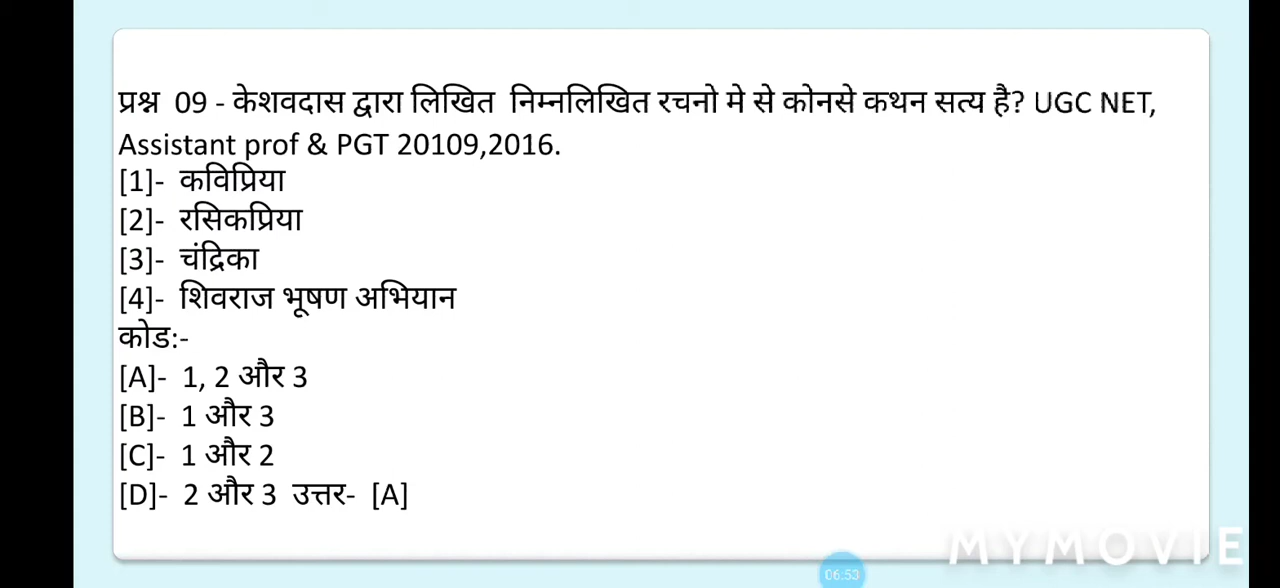 प्रश्न 09 - केशवदास द्वारा लिखित निम्नलिखित रचनो मे से कोनसे कथन सत्य है? UGC NET,
Assistant prof & PGT 20109,2016.
[1]- कविप्रिया
[2]- रसिकप्रिया
[3]- चंद्रिका
[4]- शिवराज भूषण अभियान
कोड:-
[A]- 1, 2 और 3
[B]- 1 और 3
[C]- 1 और 2
[D]- 2 और 3 उत्तर- [A]
MYMOVIE
06:53